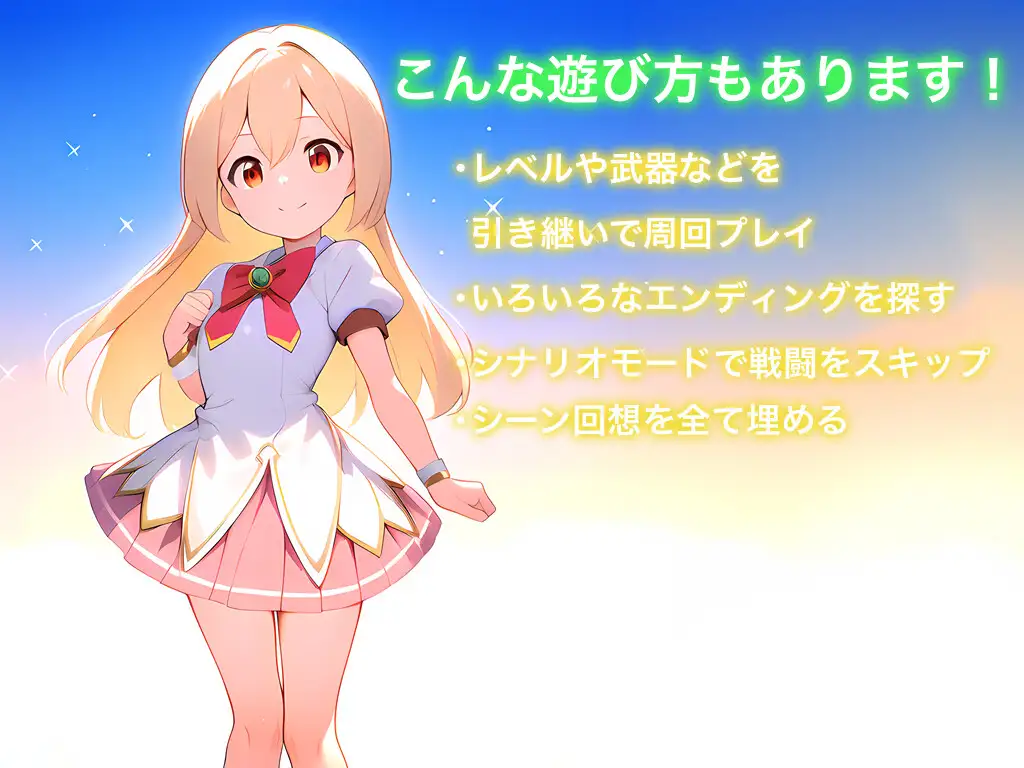 こんな遊び方もあります！
・レベルや武器などを
引き継いで周回プレイ
・いろいろなエンディングを探す
・シナリオモードで戦闘をスキップ
・シーン回想を全て埋める